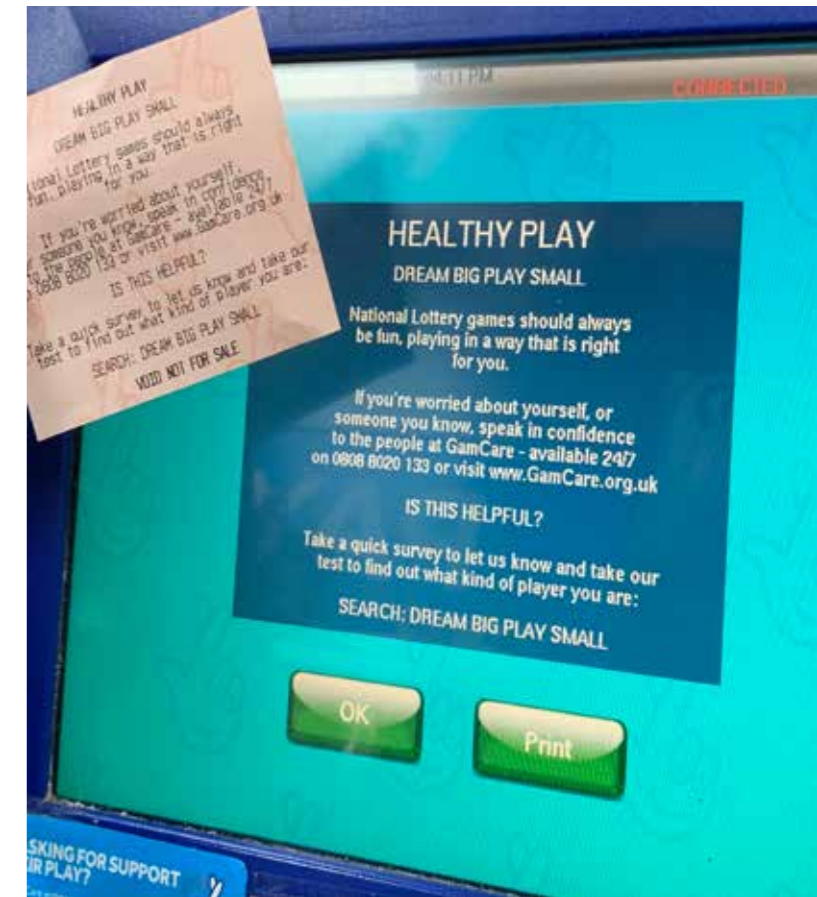 HEALTHY PLAY
DREAM BIG PLAY SMALL
tional Lottery games should always
fun, playing in a way that is right
for you.
If you're worried about yourself,
r someone you know, speak in confidence
to the people at GamCare - available 24/7
0808 8020 133 or visit www.GamCare.org.uk
IS THIS HELPFUL?
Take a quick survey to let us know and take our
test to find out what kind of player you are:
SEARCH: DREAM BIG PLAY SMALL
VOID NOT FOR SALE
PM
CONNECTED
HEALTHY PLAY
DREAM BIG PLAY SMALL
National Lottery games should always
be fun, playing in a way that is right
for you.
If you're worried about yourself, or
someone you know, speak in confidence
to the people at GamCare - available 24/7
on 0808 8020 133 or visit www.GamCare.org.uk
IS THIS HELPFUL?
Take a quick survey to let us know and take our
test to find out what kind of player you are:
SEARCH: DREAM BIG PLAY SMALL
OK
Print
SKING FOR SUPPORT
IR PLAY?